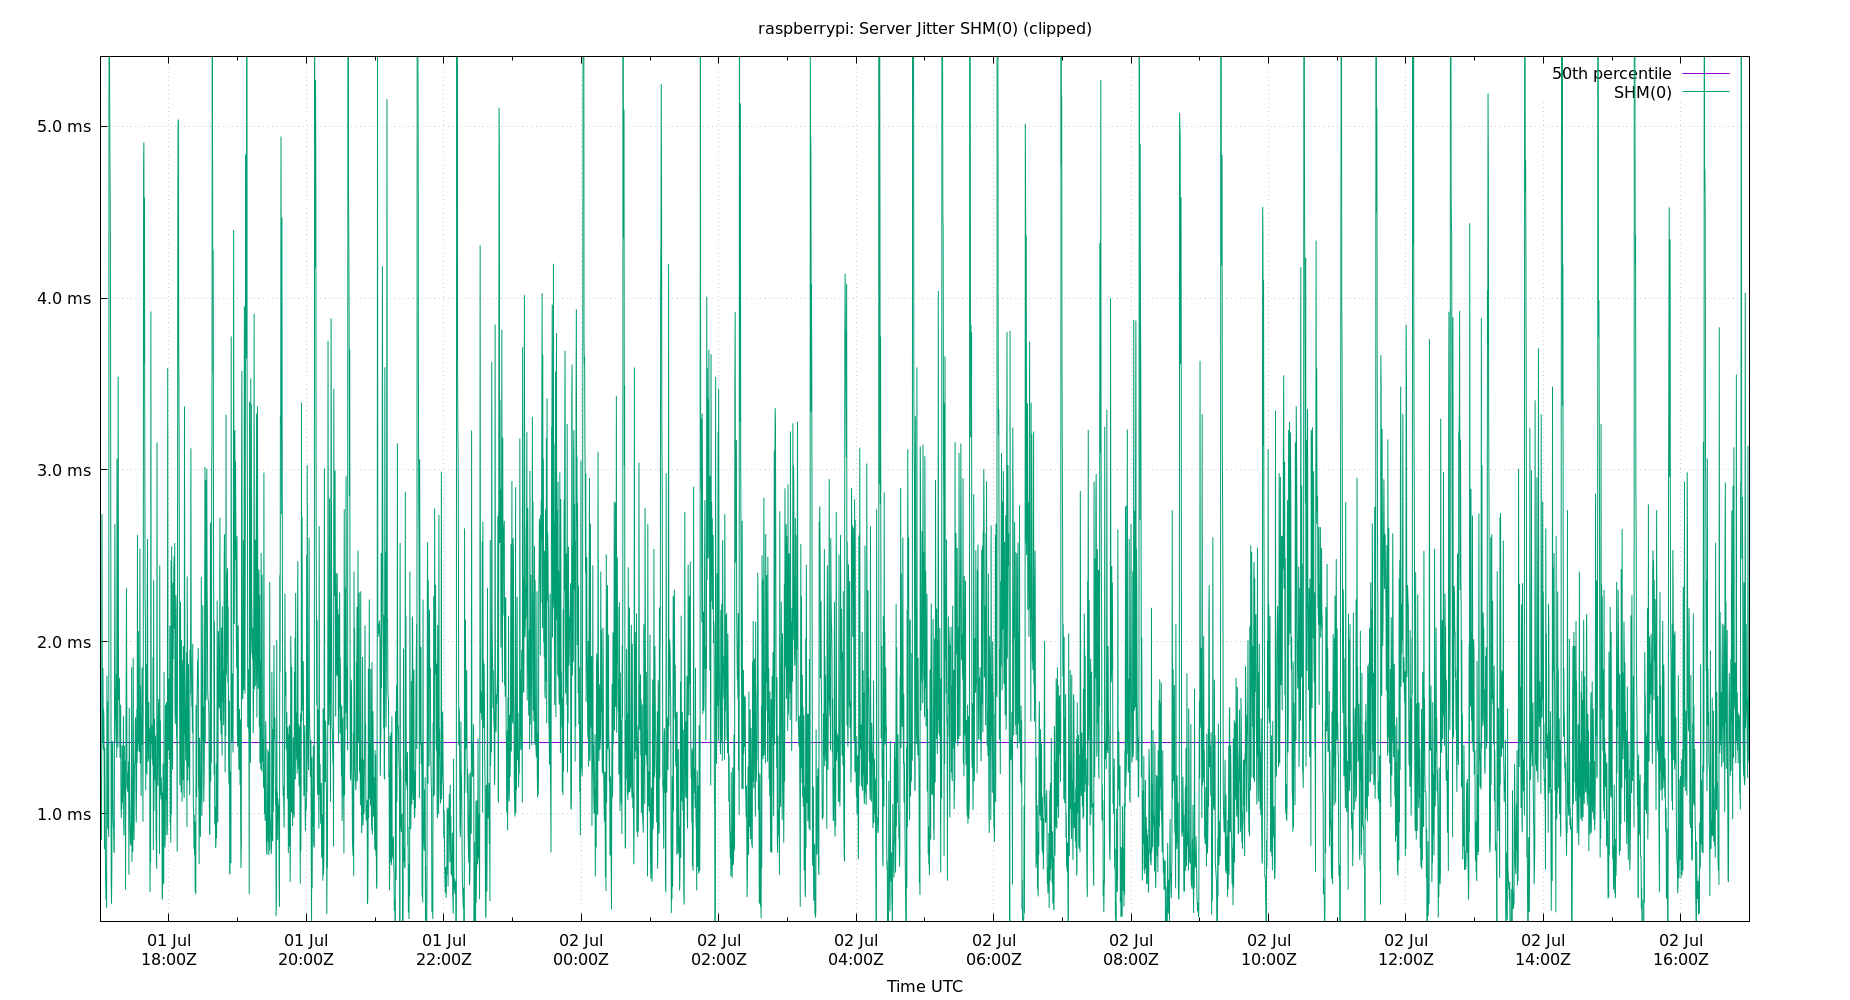 raspberrypi: Server Jitter SHM(0) (clipped)
50th percentile
SHM(0)
5.0 ms
4.0 ms
3.0 ms
2.0 ms
1.0 ms
01 Jul 01 Jul 01 Jul 02 Jul 02 Jul 02 Jul 02 Jul 02 Jul 02 Jul 02 Jul 02 Jul 02 Jul
18:00Z 20:00Z 22:00Z 00:00Z 02:00Z 04:00Z 06:00Z 08:00Z 10:00Z 12:00Z 14:00Z 16:00Z
Time UTC